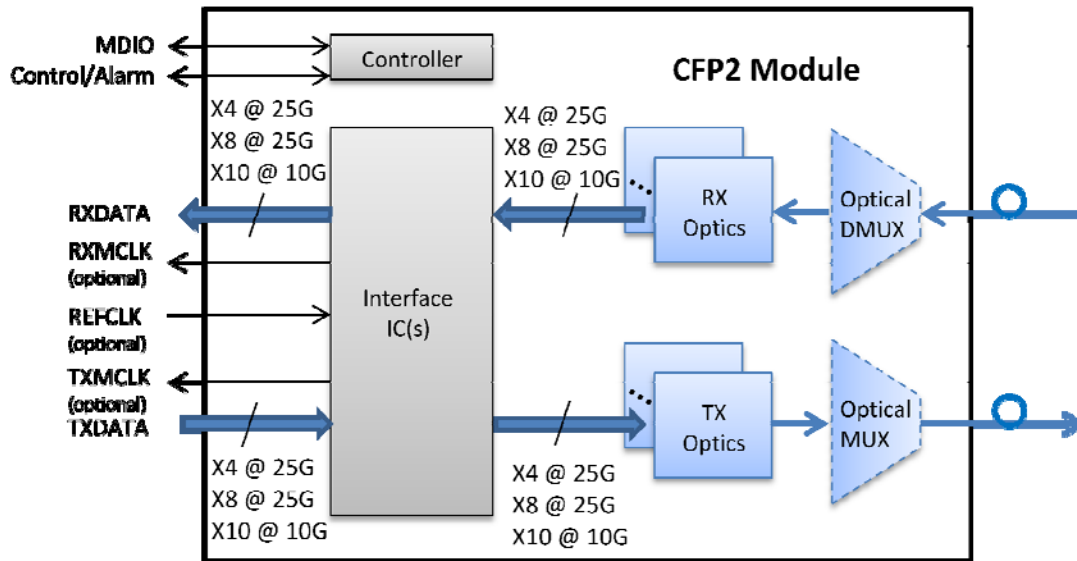 MDIO
Control/Alarm
Controller
CFP2 Module
X4 @ 25G
X8 @ 25G
X10 @ 10G
X4 @ 25G
X8 @ 25G
X10 @ 10G
RXDATA
RXMCLK
(optional)
REFCLK
(optional)
TXMCLK
(optional)
TXDATA
Interface
IC(s)
RX
Optics
Optical
DMUX
TX
Optics
Optical
MUX
X4 @ 25G
X8 @ 25G
X10 @ 10G
X4 @ 25G
X8 @ 25G
X10 @ 10G